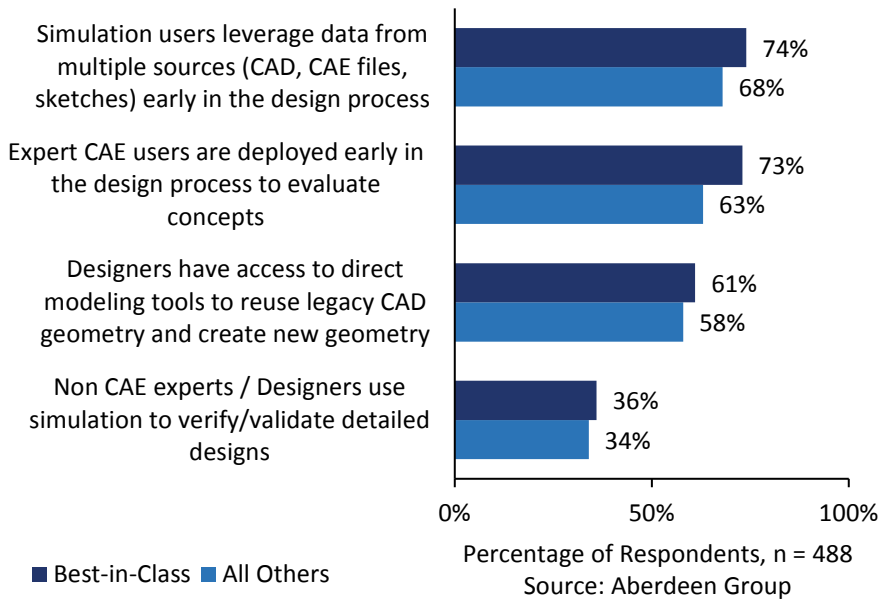 Simulation users leverage data from
multiple sources (CAD, CAE files,
sketches) early in the design process
74%
68%
Expert CAE users are deployed early in
the design process to evaluate
concepts
73%
63%
Designers have access to direct
modeling tools to reuse legacy CAD
geometry and create new geometry
61%
58%
Non CAE experts / Designers use
simulation to verify/validate detailed
designs
36%
34%
0%
50%
100%
Percentage of Respondents, n = 488
Source: Aberdeen Group
Best-in-Class
All Others